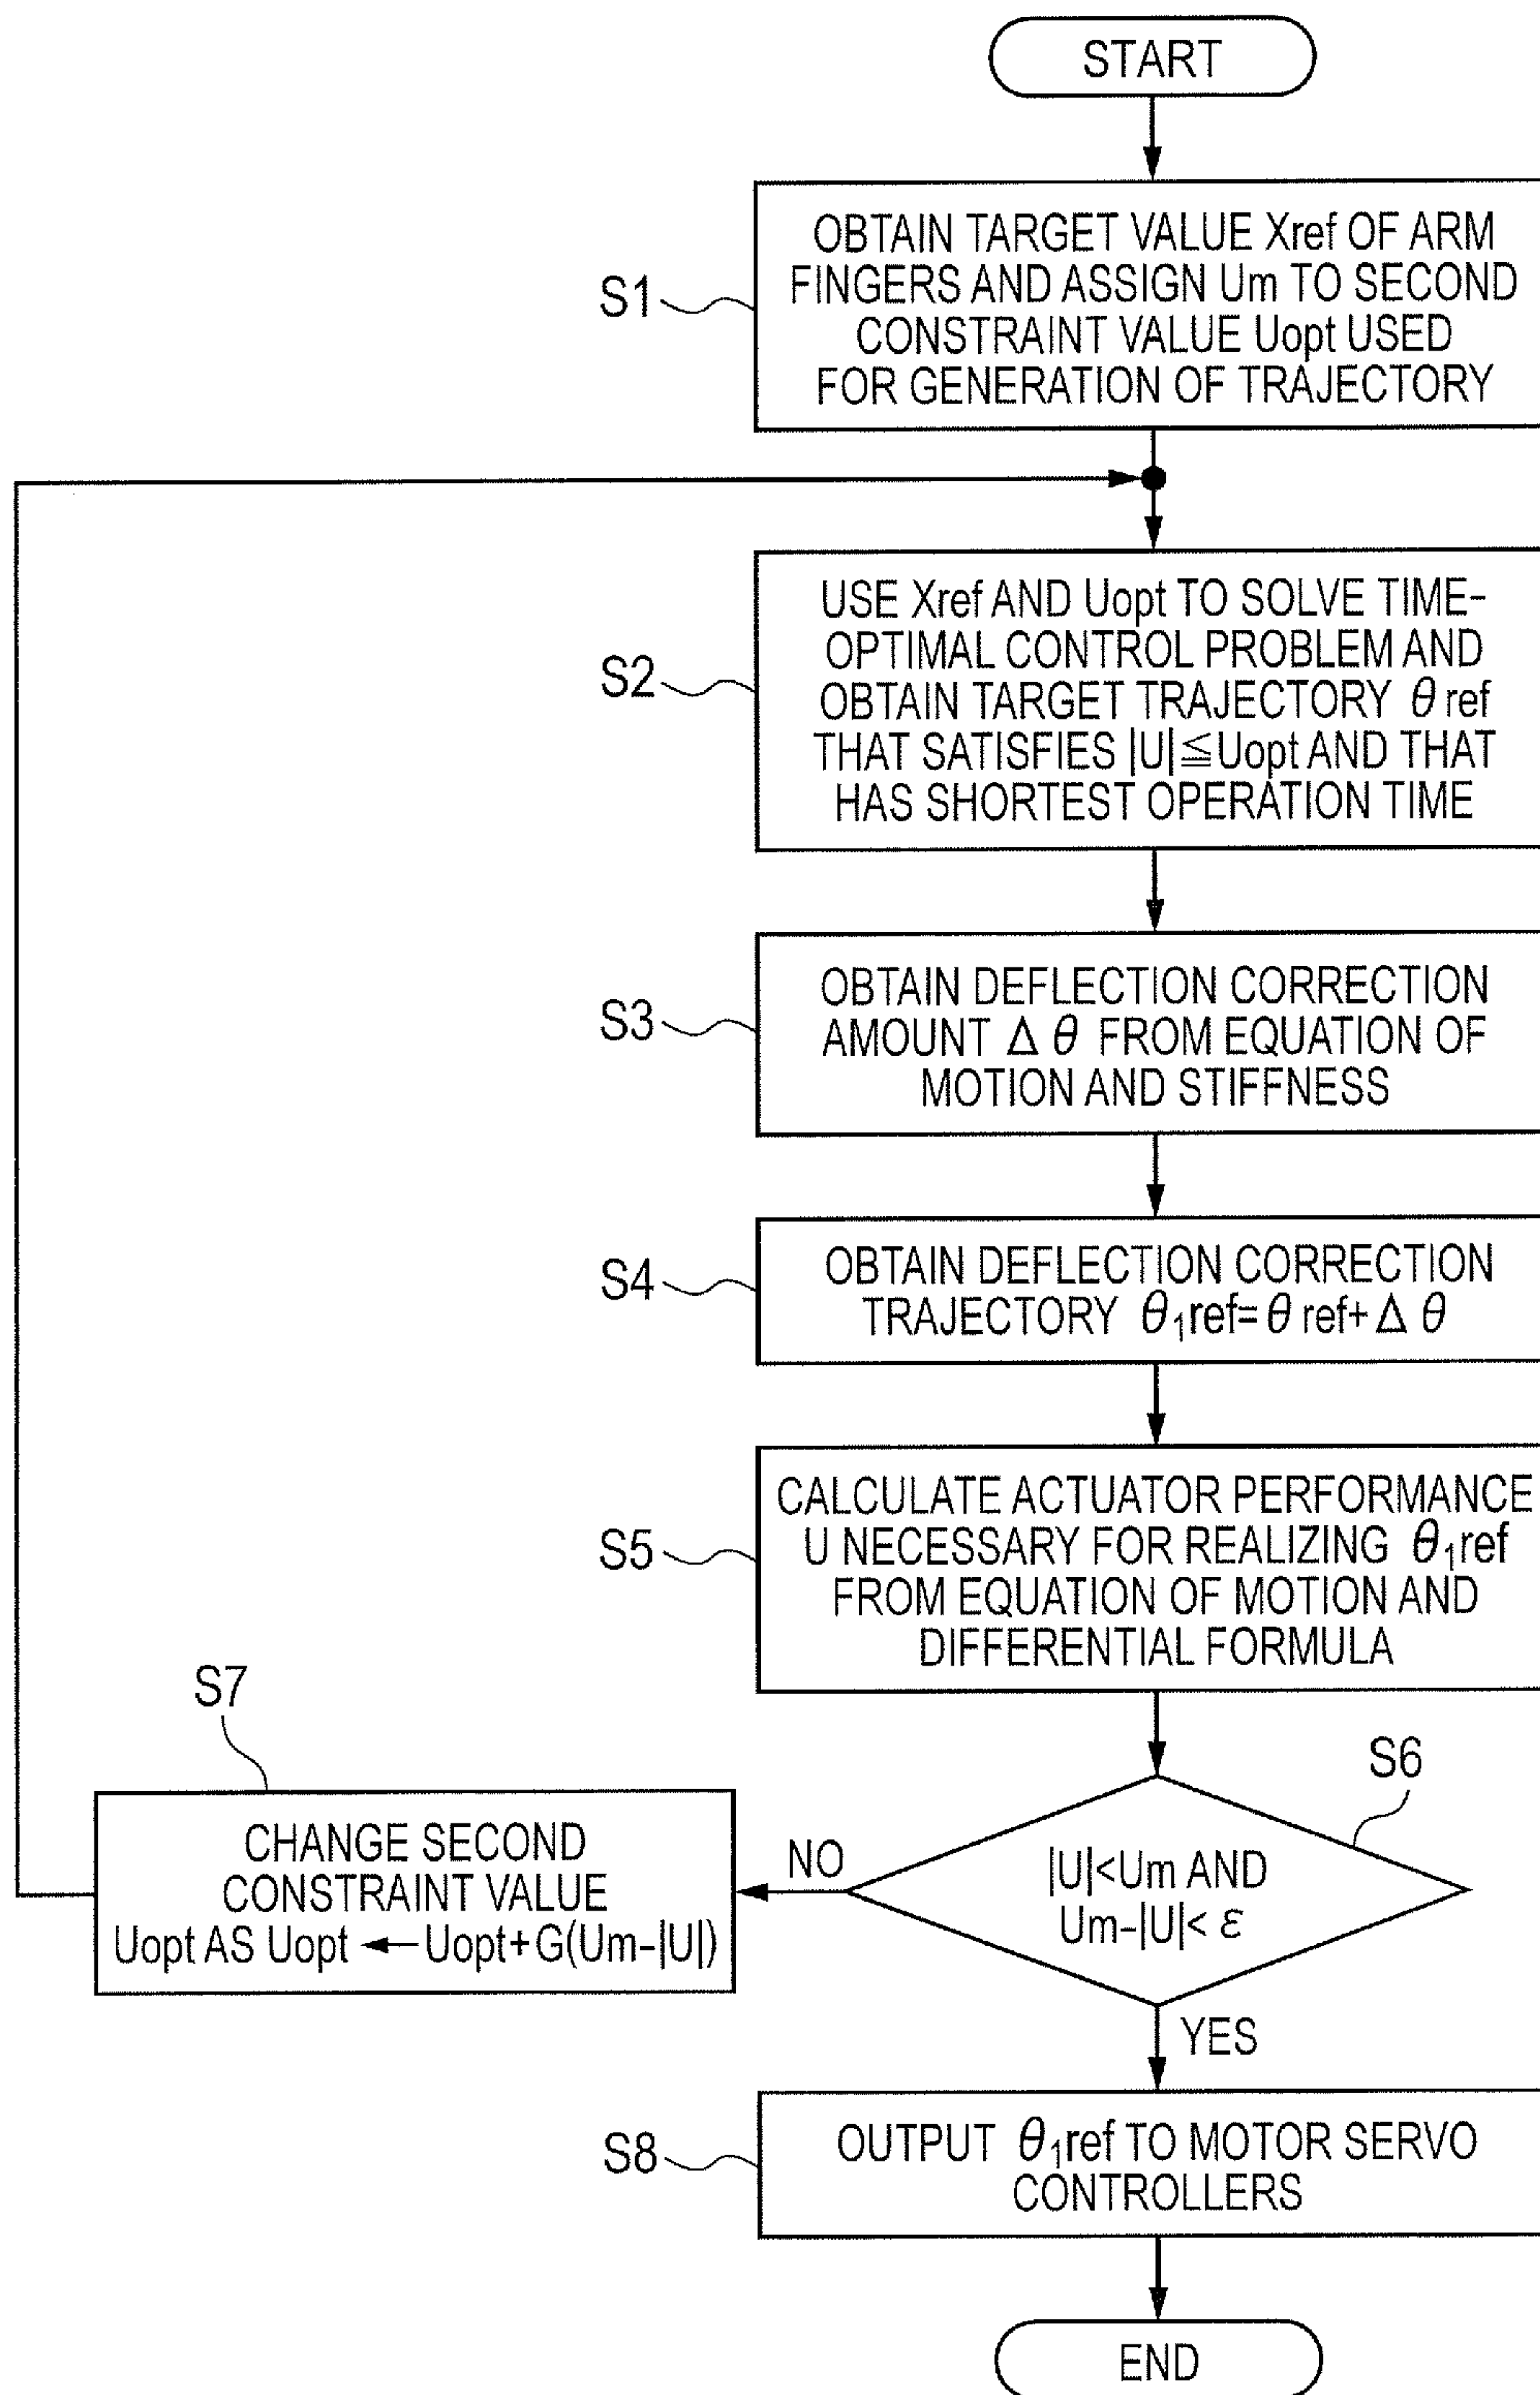 START
S1
OBTAIN TARGET VALUE Xref OF ARM
FINGERS AND ASSIGN Um TO SECOND
CONSTRAINT VALUE Uopt USED
FOR GENERATION OF TRAJECTORY
S2
USE Xref AND Uopt TO SOLVE TIME-
OPTIMAL CONTROL PROBLEM AND
OBTAIN TARGET TRAJECTORY θ ref
THAT SATISFIES |U|≦Uopt AND THAT
HAS SHORTEST OPERATION TIME
S3
OBTAIN DEFLECTION CORRECTION
AMOUNT Δ θ FROM EQUATION OF
MOTION AND STIFFNESS
S4
OBTAIN DEFLECTION CORRECTION
TRAJECTORY θ₁ref=θ ref+Δ θ
S5
CALCULATE ACTUATOR PERFORMANCE
U NECESSARY FOR REALIZING θ₁ref
FROM EQUATION OF MOTION AND
DIFFERENTIAL FORMULA
S6
|U|<Um AND
Um-|U|< ε
NO
S7
CHANGE SECOND
CONSTRAINT VALUE
Uopt AS Uopt ←Uopt+G(Um-|U|)
YES
S8
OUTPUT θ₁ref TO MOTOR SERVO
CONTROLLERS
END